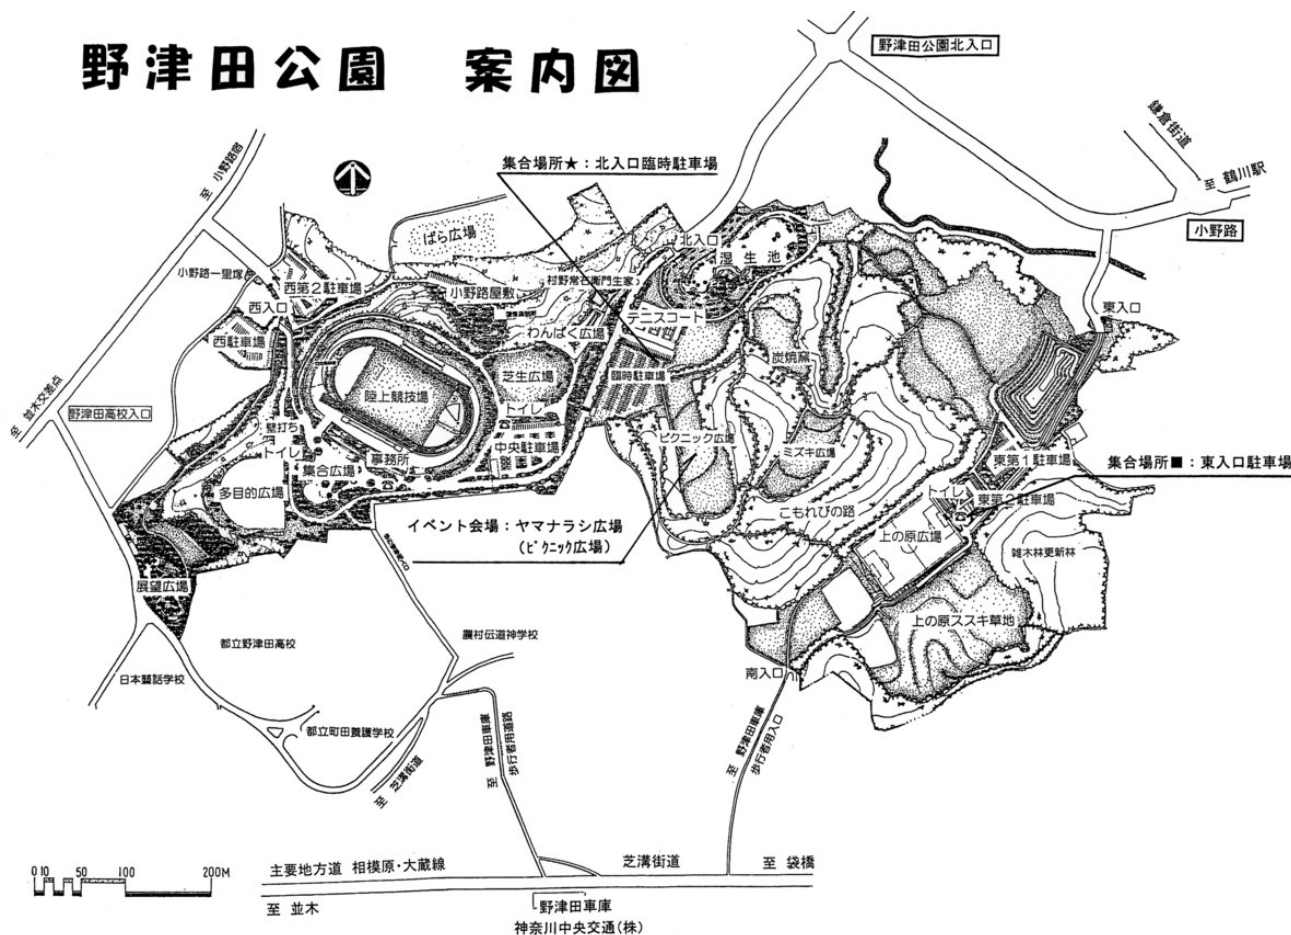 野津田公園 案内図
野津田公園北入口
鎌倉街道
至 鶴川駅
小野路
集合場所★：北入口臨時駐車場
至 小野路宿
ばら広場
北入口
湿生池
小野路一里塚
西第2駐車場
小野路屋敷
村野常右衛門生家
西入口
テニスコート
東入口
西駐車場
わんぱく広場
炭焼窯
芝生広場
臨時駐車場
陸上競技場
至 並木交差点
野津田高校入口
トイレ
壁打ち
ピクニック広場
トイレ
事務所
中央駐車場
ミズキ広場
東第1駐車場
集合場所■：東入口駐車場
集合広場
多目的広場
トイレ
東第2駐車場
こもれびの路
イベント会場：ヤマナラシ広場
(ﾋﾟｸﾆｯｸ広場)
上の原広場
雑木林更新林
展望広場
上の原ススキ草地
都立野津田高校
農村伝道神学校
日本聾話学校
南入口
都立町田養護学校
至 野津田車庫
歩行者用道路
至 野津田車庫
歩行者用入口
至 芝溝街道
0 10 50 100 200M
主要地方道 相模原・大蔵線
芝溝街道
至 袋橋
至 並木
野津田車庫
神奈川中央交通(株)